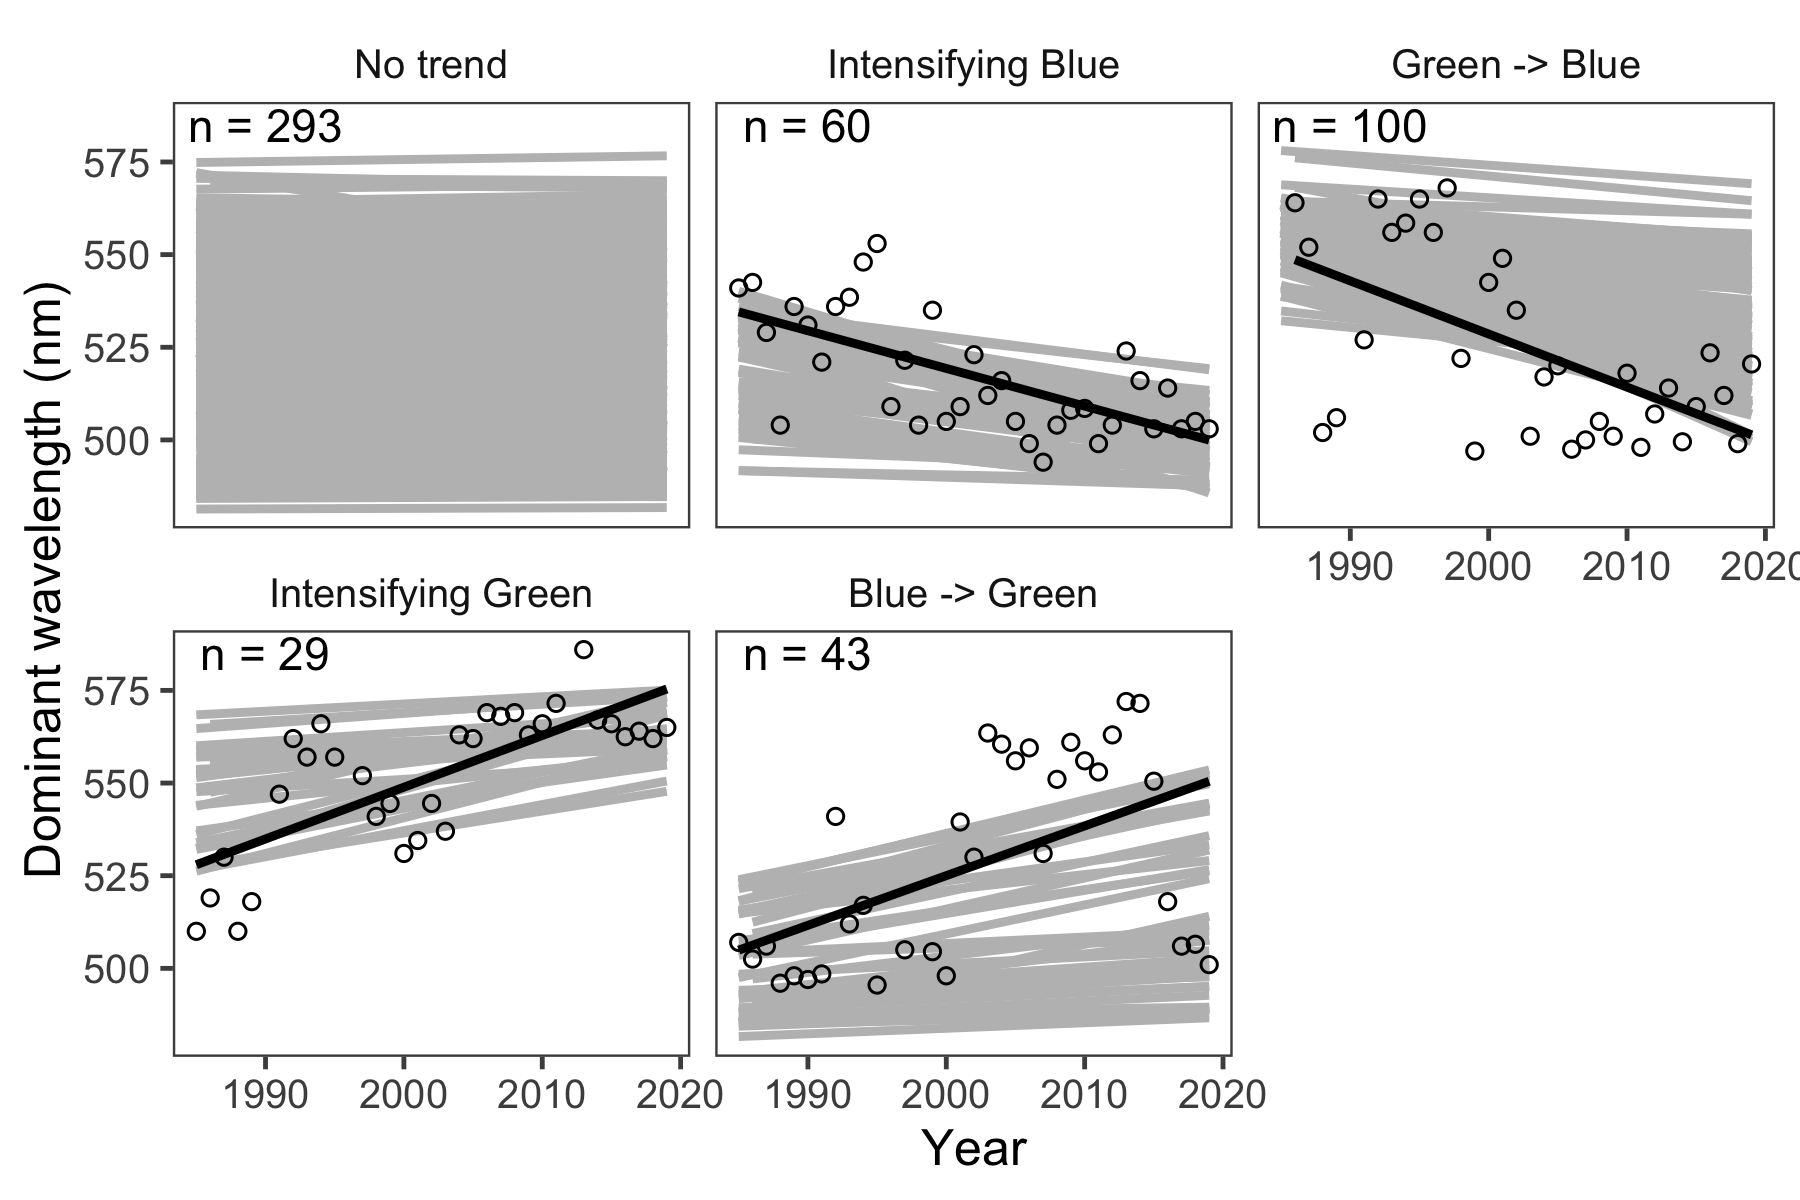 No trend
Intensifying Blue
Green -> Blue
n = 293
n = 60
n = 100
575
550
525
500
1990 2000 2010 202
Intensifying Green
Blue -> Green
n = 29
n = 43
575
550
525
500
1990 2000 2010 2020
1990 2000 2010 2020
Dominant wavelength (nm)
Year